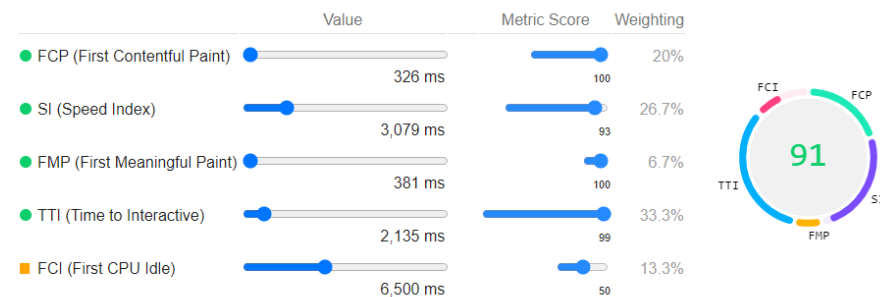 Value Metric Score Weighting
FCP (First Contentful Paint) 20%
326 ms 100
SI (Speed Index) 26.7%
3,079 ms 93
FMP (First Meaningful Paint) 6.7%
381 ms 100
TTI (Time to Interactive) 33.3%
2,135 ms 99
FCI (First CPU Idle) 13.3%
6,500 ms 50
FCI
FCP
91
TTI
SI
FMP